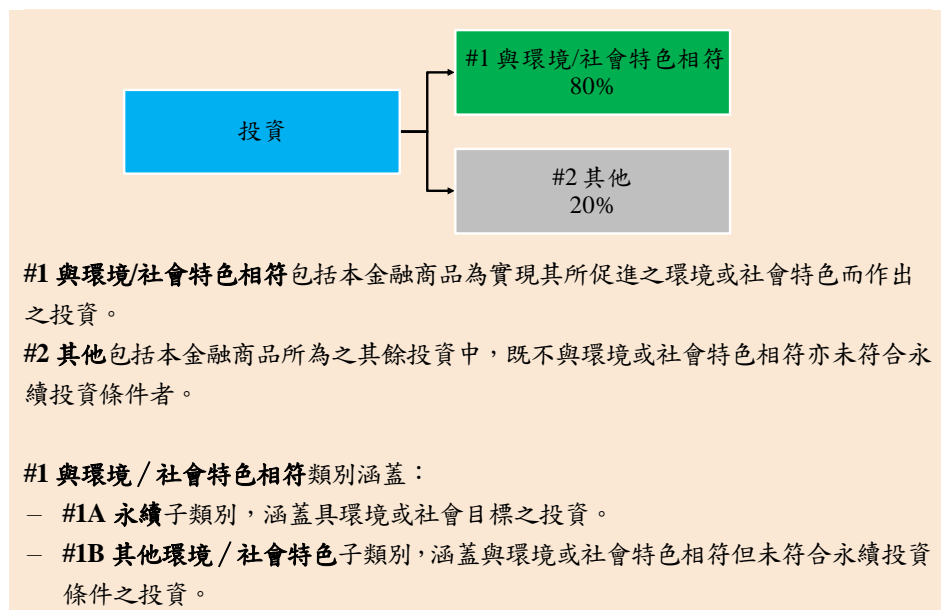 #1 與環境/社會特色相符
80%
投資
#2 其他
20%
#1 與環境/社會特色相符包括本金融商品為實現其所促進之環境或社會特色而作出
之投資。
#2 其他包括本金融商品所為之其餘投資中，既不與環境或社會特色相符亦未符合永
續投資條件者。
#1 與環境／社會特色相符類別涵蓋：
– #1A 永續子類別，涵蓋具環境或社會目標之投資。
– #1B 其他環境／社會特色子類別，涵蓋與環境或社會特色相符但未符合永續投資
條件之投資。